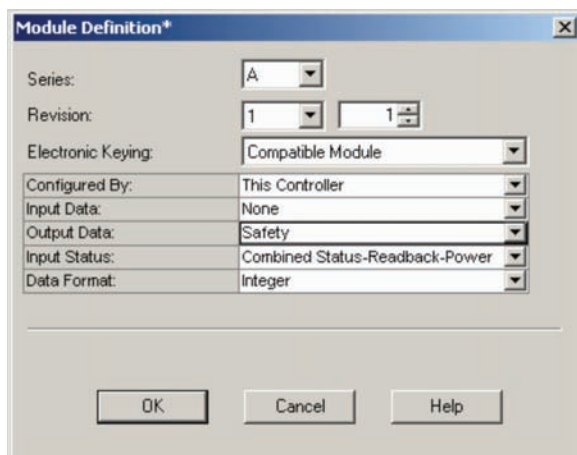 Module Definition*
Series: A
Revision: 1 1
Electronic Keying: Compatible Module
Configured By: This Controller
Input Data: None
Output Data: Safety
Input Status: Combined Status-Readback-Power
Data Format: Integer
OK Cancel Help